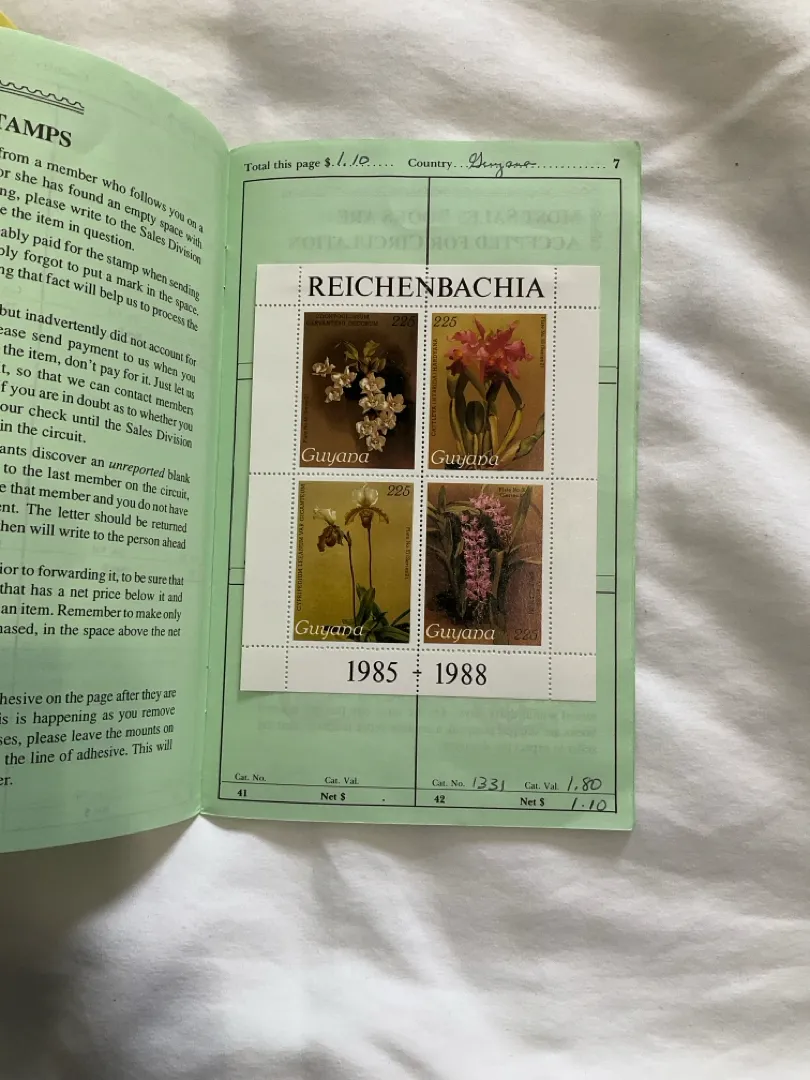 TAMPS
from a member who follows you on a
or she has found an empty space with
ng, please write to the Sales Division
e the item in question.
ably paid for the stamp when sending
bly forgot to put a mark in the space.
ng that fact will help us to process the
but inadvertently did not account for
ease send payment to us when you
the item, don't pay for it. Just let us
t, so that we can contact members
f you are in doubt as to whether you
our check until the Sales Division
in the circuit.
ants discover an unreported blank
to the last member on the circuit,
e that member and you do not have
ent. The letter should be returned
hen will write to the person ahead
ior to forwarding it, to be sure that
that has a net price below it and
an item. Remember to make only
hased, in the space above the net
hesive on the page after they are
is is happening as you remove
ses, please leave the mounts on
the line of adhesive. This will
er.
Total this page $ 1.10 Country Guyana 7
REICHENBACHIA
225
Guyana
225
Guyana
225
Guyana
Guyana
225
1985 - 1988
Cat. No. Cat. Val.
41 Net $ .
Cat. No. 1331 Cat. Val. 1.80
42 Net $ 1.10